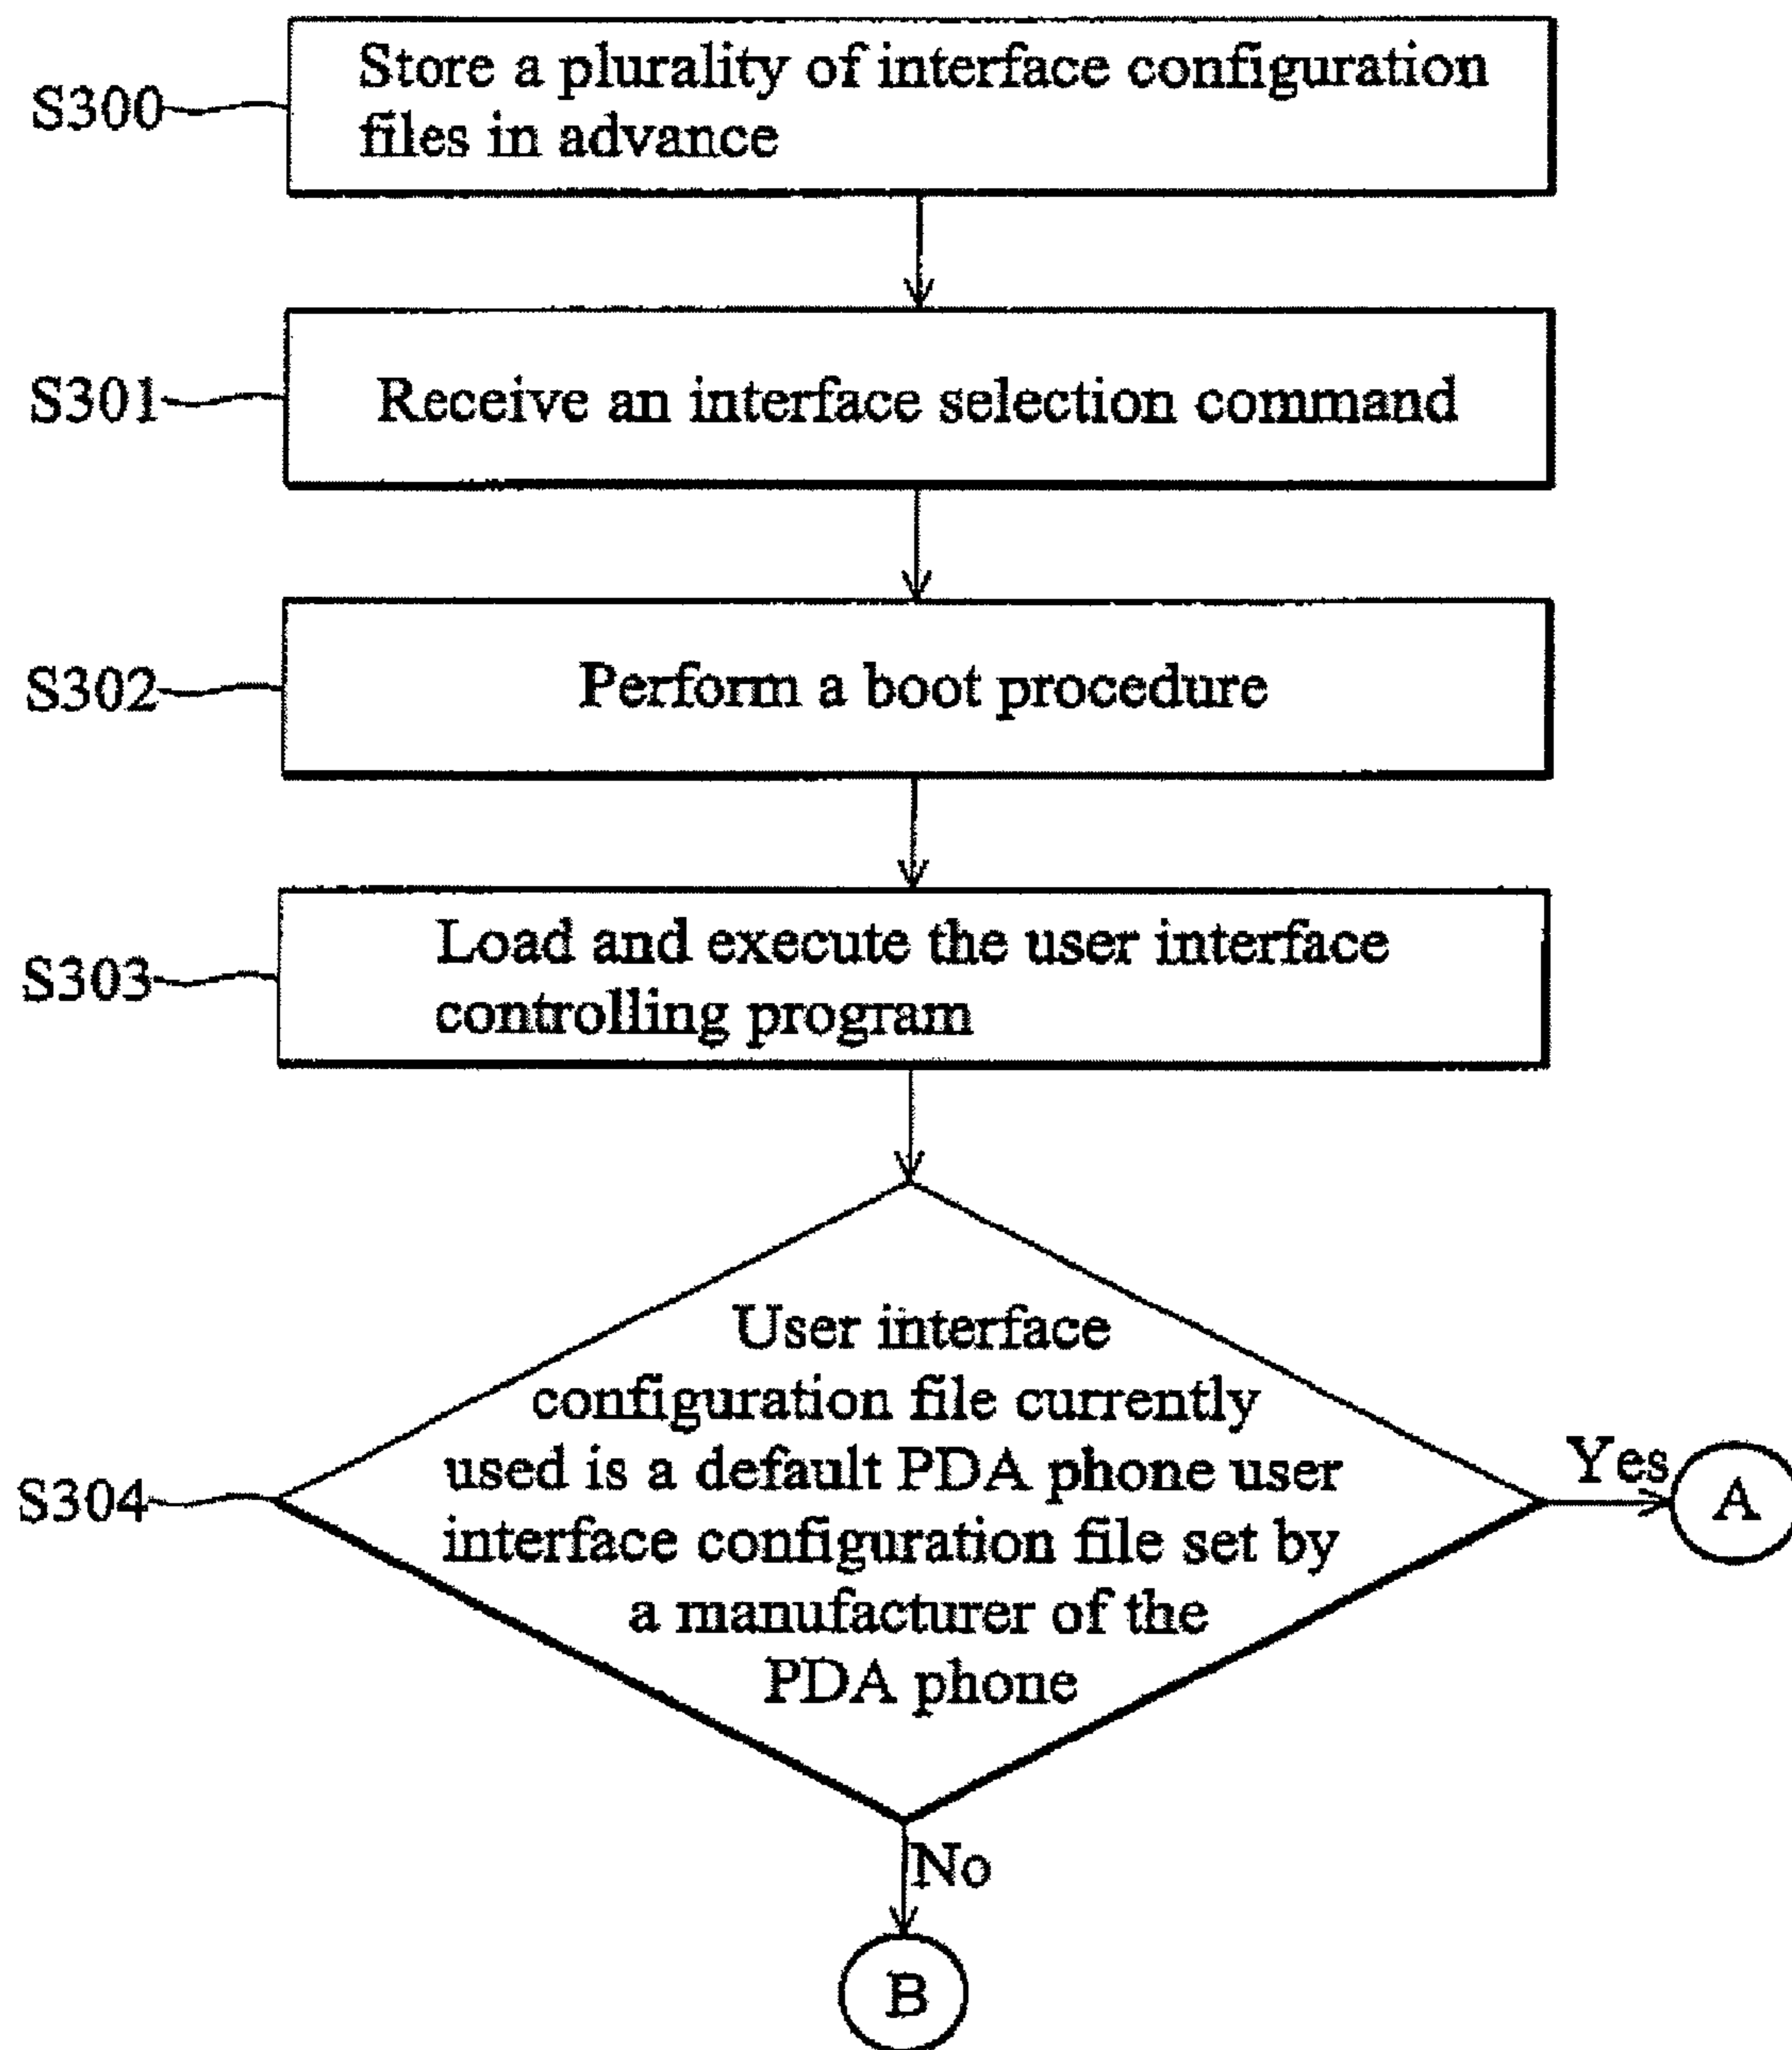 S300
Store a plurality of interface configuration
files in advance
S301
Receive an interface selection command
S302
Perform a boot procedure
S303
Load and execute the user interface
controlling program
S304
User interface
configuration file currently
used is a default PDA phone user
interface configuration file set by
a manufacturer of the
PDA phone
Yes
A
No
B